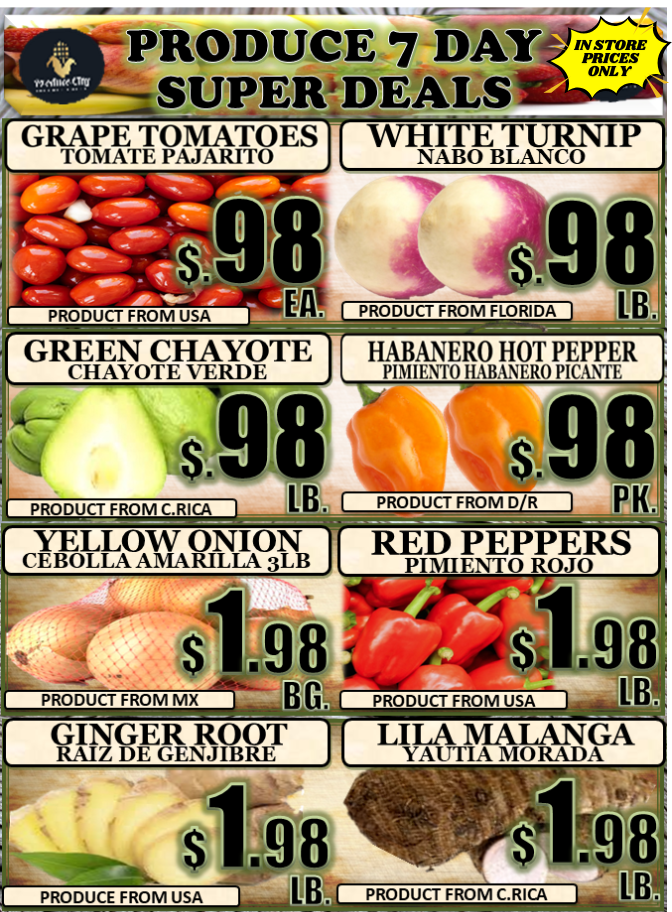 Produce City
PRODUCE 7 DAY
SUPER DEALS
IN STORE
PRICES
ONLY
GRAPE TOMATOES
TOMATE PAJARITO
$.98
EA.
PRODUCT FROM USA
WHITE TURNIP
NABO BLANCO
$.98
LB.
PRODUCT FROM FLORIDA
GREEN CHAYOTE
CHAYOTE VERDE
$.98
LB.
PRODUCT FROM C.RICA
HABANERO HOT PEPPER
PIMIENTO HABANERO PICANTE
$.98
PK.
PRODUCT FROM D/R
YELLOW ONION
CEBOLLA AMARILLA 3LB
$1.98
BG.
PRODUCT FROM MX
RED PEPPERS
PIMIENTO ROJO
$1.98
LB.
PRODUCT FROM USA
GINGER ROOT
RAIZ DE GENJIBRE
$1.98
LB.
PRODUCE FROM USA
LILA MALANGA
YAUTIA MORADA
$1.98
LB.
PRODUCT FROM C.RICA